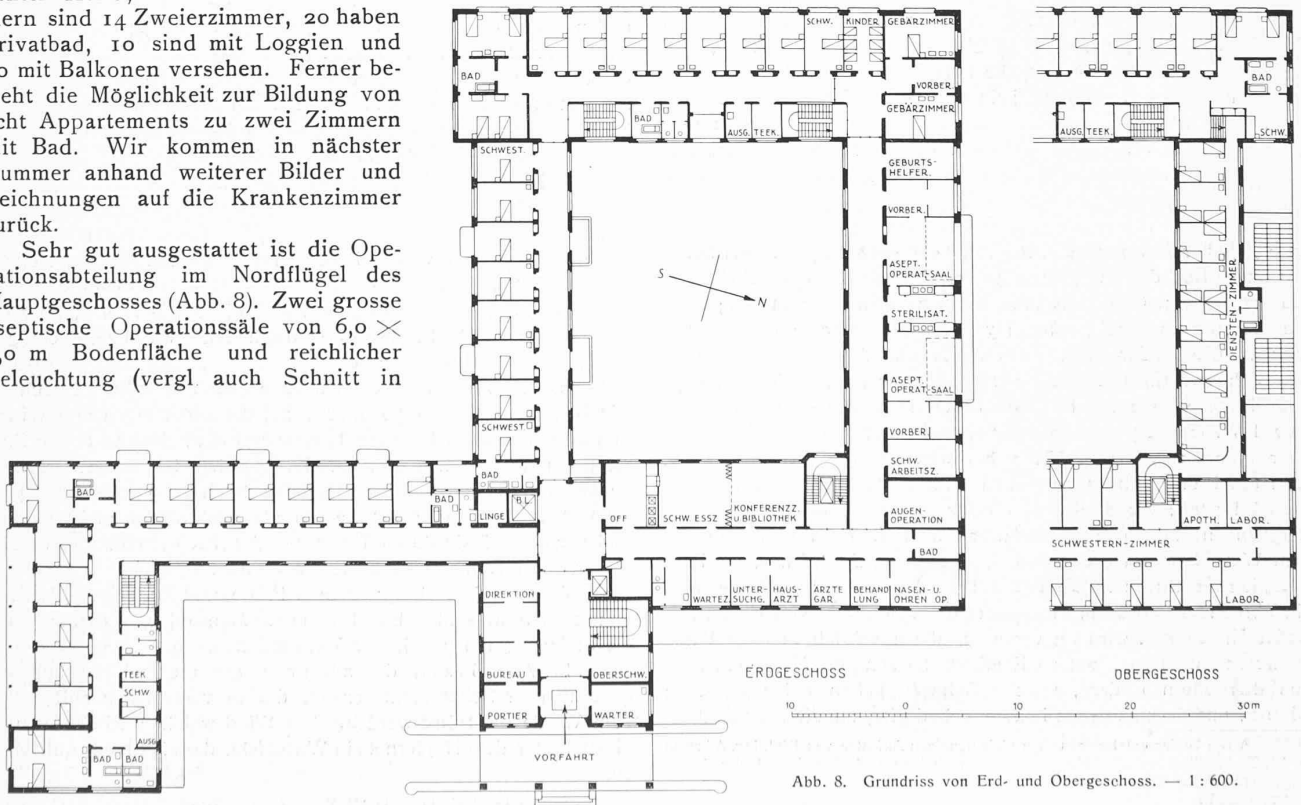 ern sind 14 Zweierzimmer, 20 haben
rivatbad, 10 sind mit Loggien und
0 mit Balkonen versehen. Ferner be-
eht die Möglichkeit zur Bildung von
cht Appartements zu zwei Zimmern
it Bad. Wir kommen in nächster
ummer anhand weiterer Bilder und
eichnungen auf die Krankenzimmer
urück.
Sehr gut ausgestattet ist die Ope-
ationsabteilung im Nordflügel des
auptgeschosses (Abb. 8). Zwei grosse
septische Operationssäle von 6,0 ×
,0 m Bodenfläche und reichlicher
eleuchtung (vergl. auch Schnitt in
SCHW.
KINDER
GEBÄRZIMMER
BAD
VORBER.
GEBÄRZIMMER
BAD
AUSG.
TEEK.
SCHWEST.
GEBURTS-
HELFER.
VORBER.
ASEPT.
OPERAT-SAAL
S
N
STERILISAT.
ASEPT.
OPERAT-SAAL
SCHWEST.
VORBER.
BAD
SCHW.
ARBEITSZ.
BAD
BAD
LINGE
BL.
OFF
SCHW ESSZ
KONFERENZZ.
U. BIBLIOTHEK
AUGEN-
OPERATION
BAD
DIREKTION
WARTEZ.
UNTER-
SUCHG.
HAUS-
ARZT
ÄRZTE
GAR.
BEHAND
LUNG
NASEN-U.
OHREN OP.
TEEK
SCHW
AUSG
BUREAU
OBERSCHW.
BAD
BAD
PORTIER
WARTER.
VORFAHRT
BAD
AUSG.
TEEK.
SCHW.
DIENSTEN-ZIMMER
APOTH.
LABOR.
SCHWESTERN-ZIMMER
LABOR.
ERDGESCHOSS
OBERGESCHOSS
10 0 10 20 30 m
Abb. 8. Grundriss von Erd- und Obergeschoss. — 1 : 600.